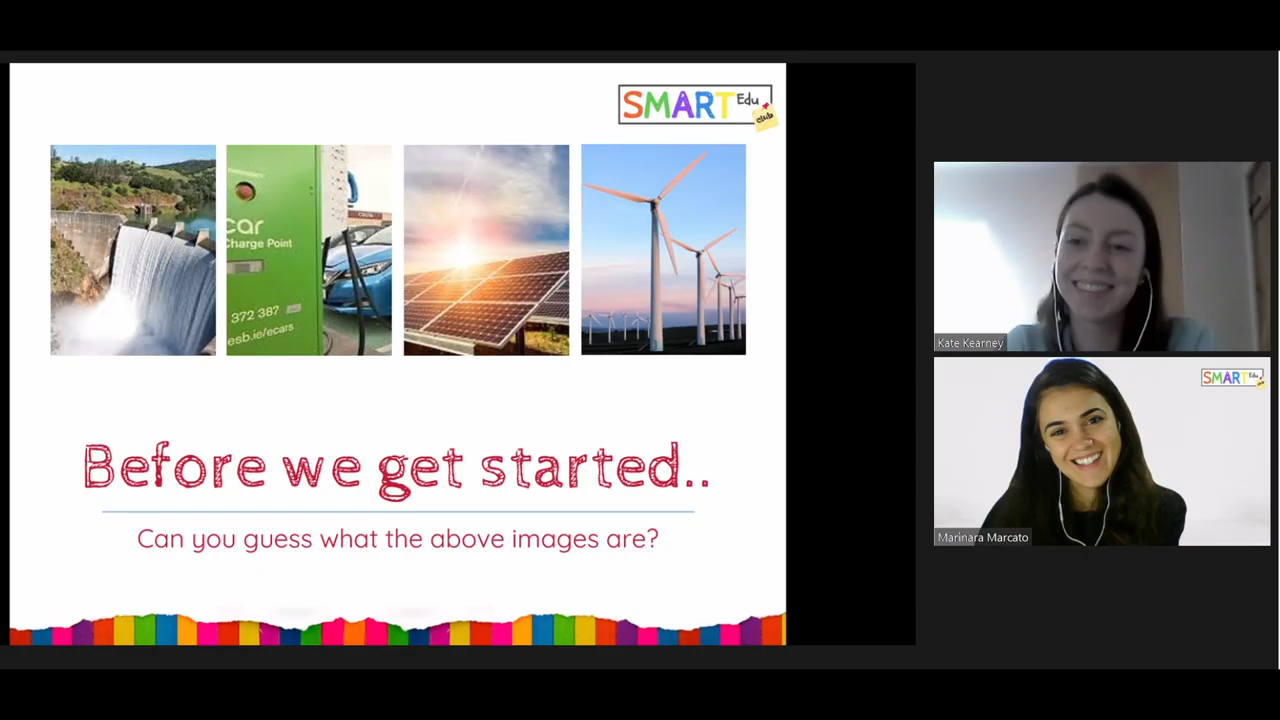 SMART Edu
club
car
Charge Point
372 387
esb.ie/ecars
COSTA
Before we get started..
Can you guess what the above images are?
Kate Kearney
SMART Edu
Marinara Marcato